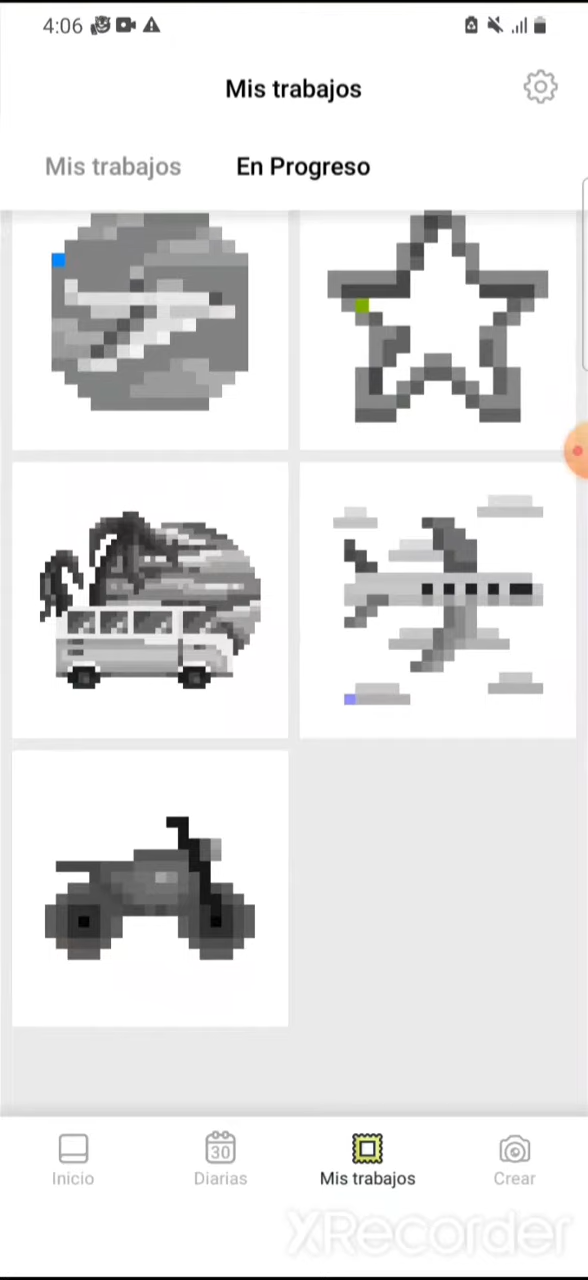 4:06
Mis trabajos
Mis trabajos En Progreso
30
Inicio Diarias Mis trabajos Crear
XRecorder